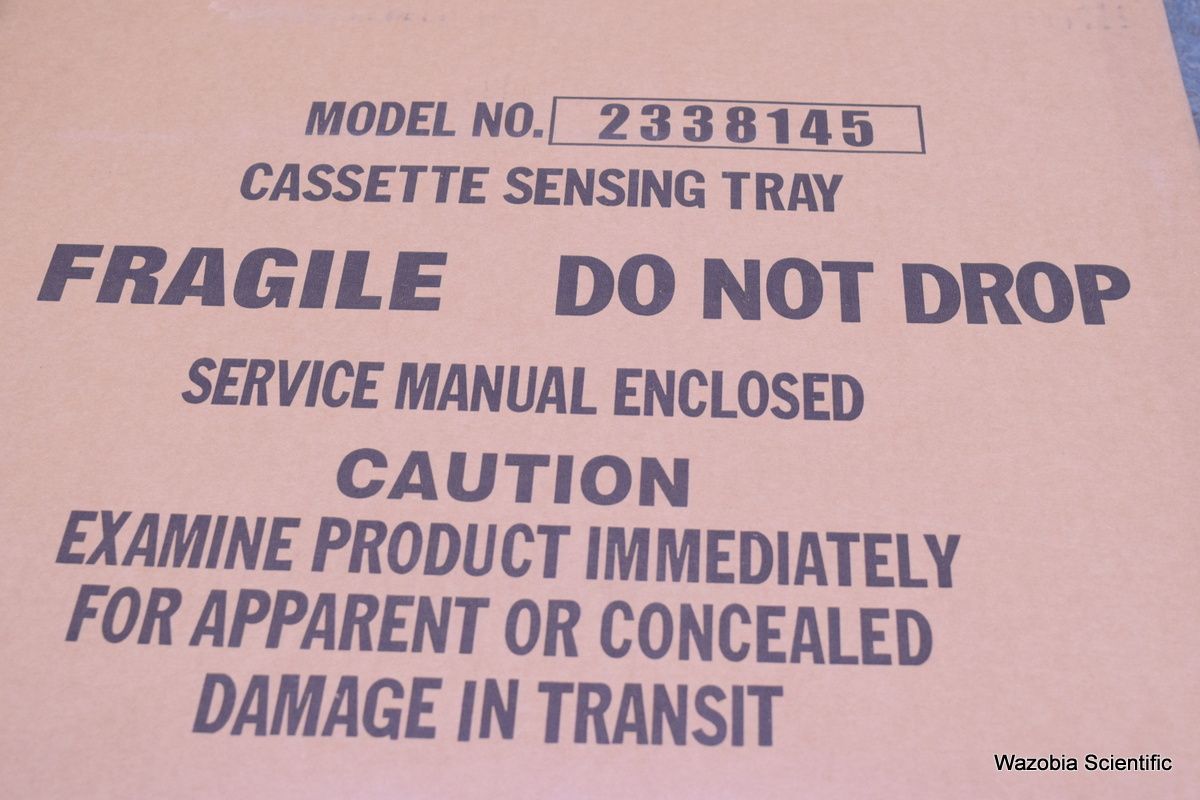 MODEL NO. 2338145
CASSETTE SENSING TRAY
FRAGILE DO NOT DROP
SERVICE MANUAL ENCLOSED
CAUTION
EXAMINE PRODUCT IMMEDIATELY
FOR APPARENT OR CONCEALED
DAMAGE IN TRANSIT
Wazobia Scientific